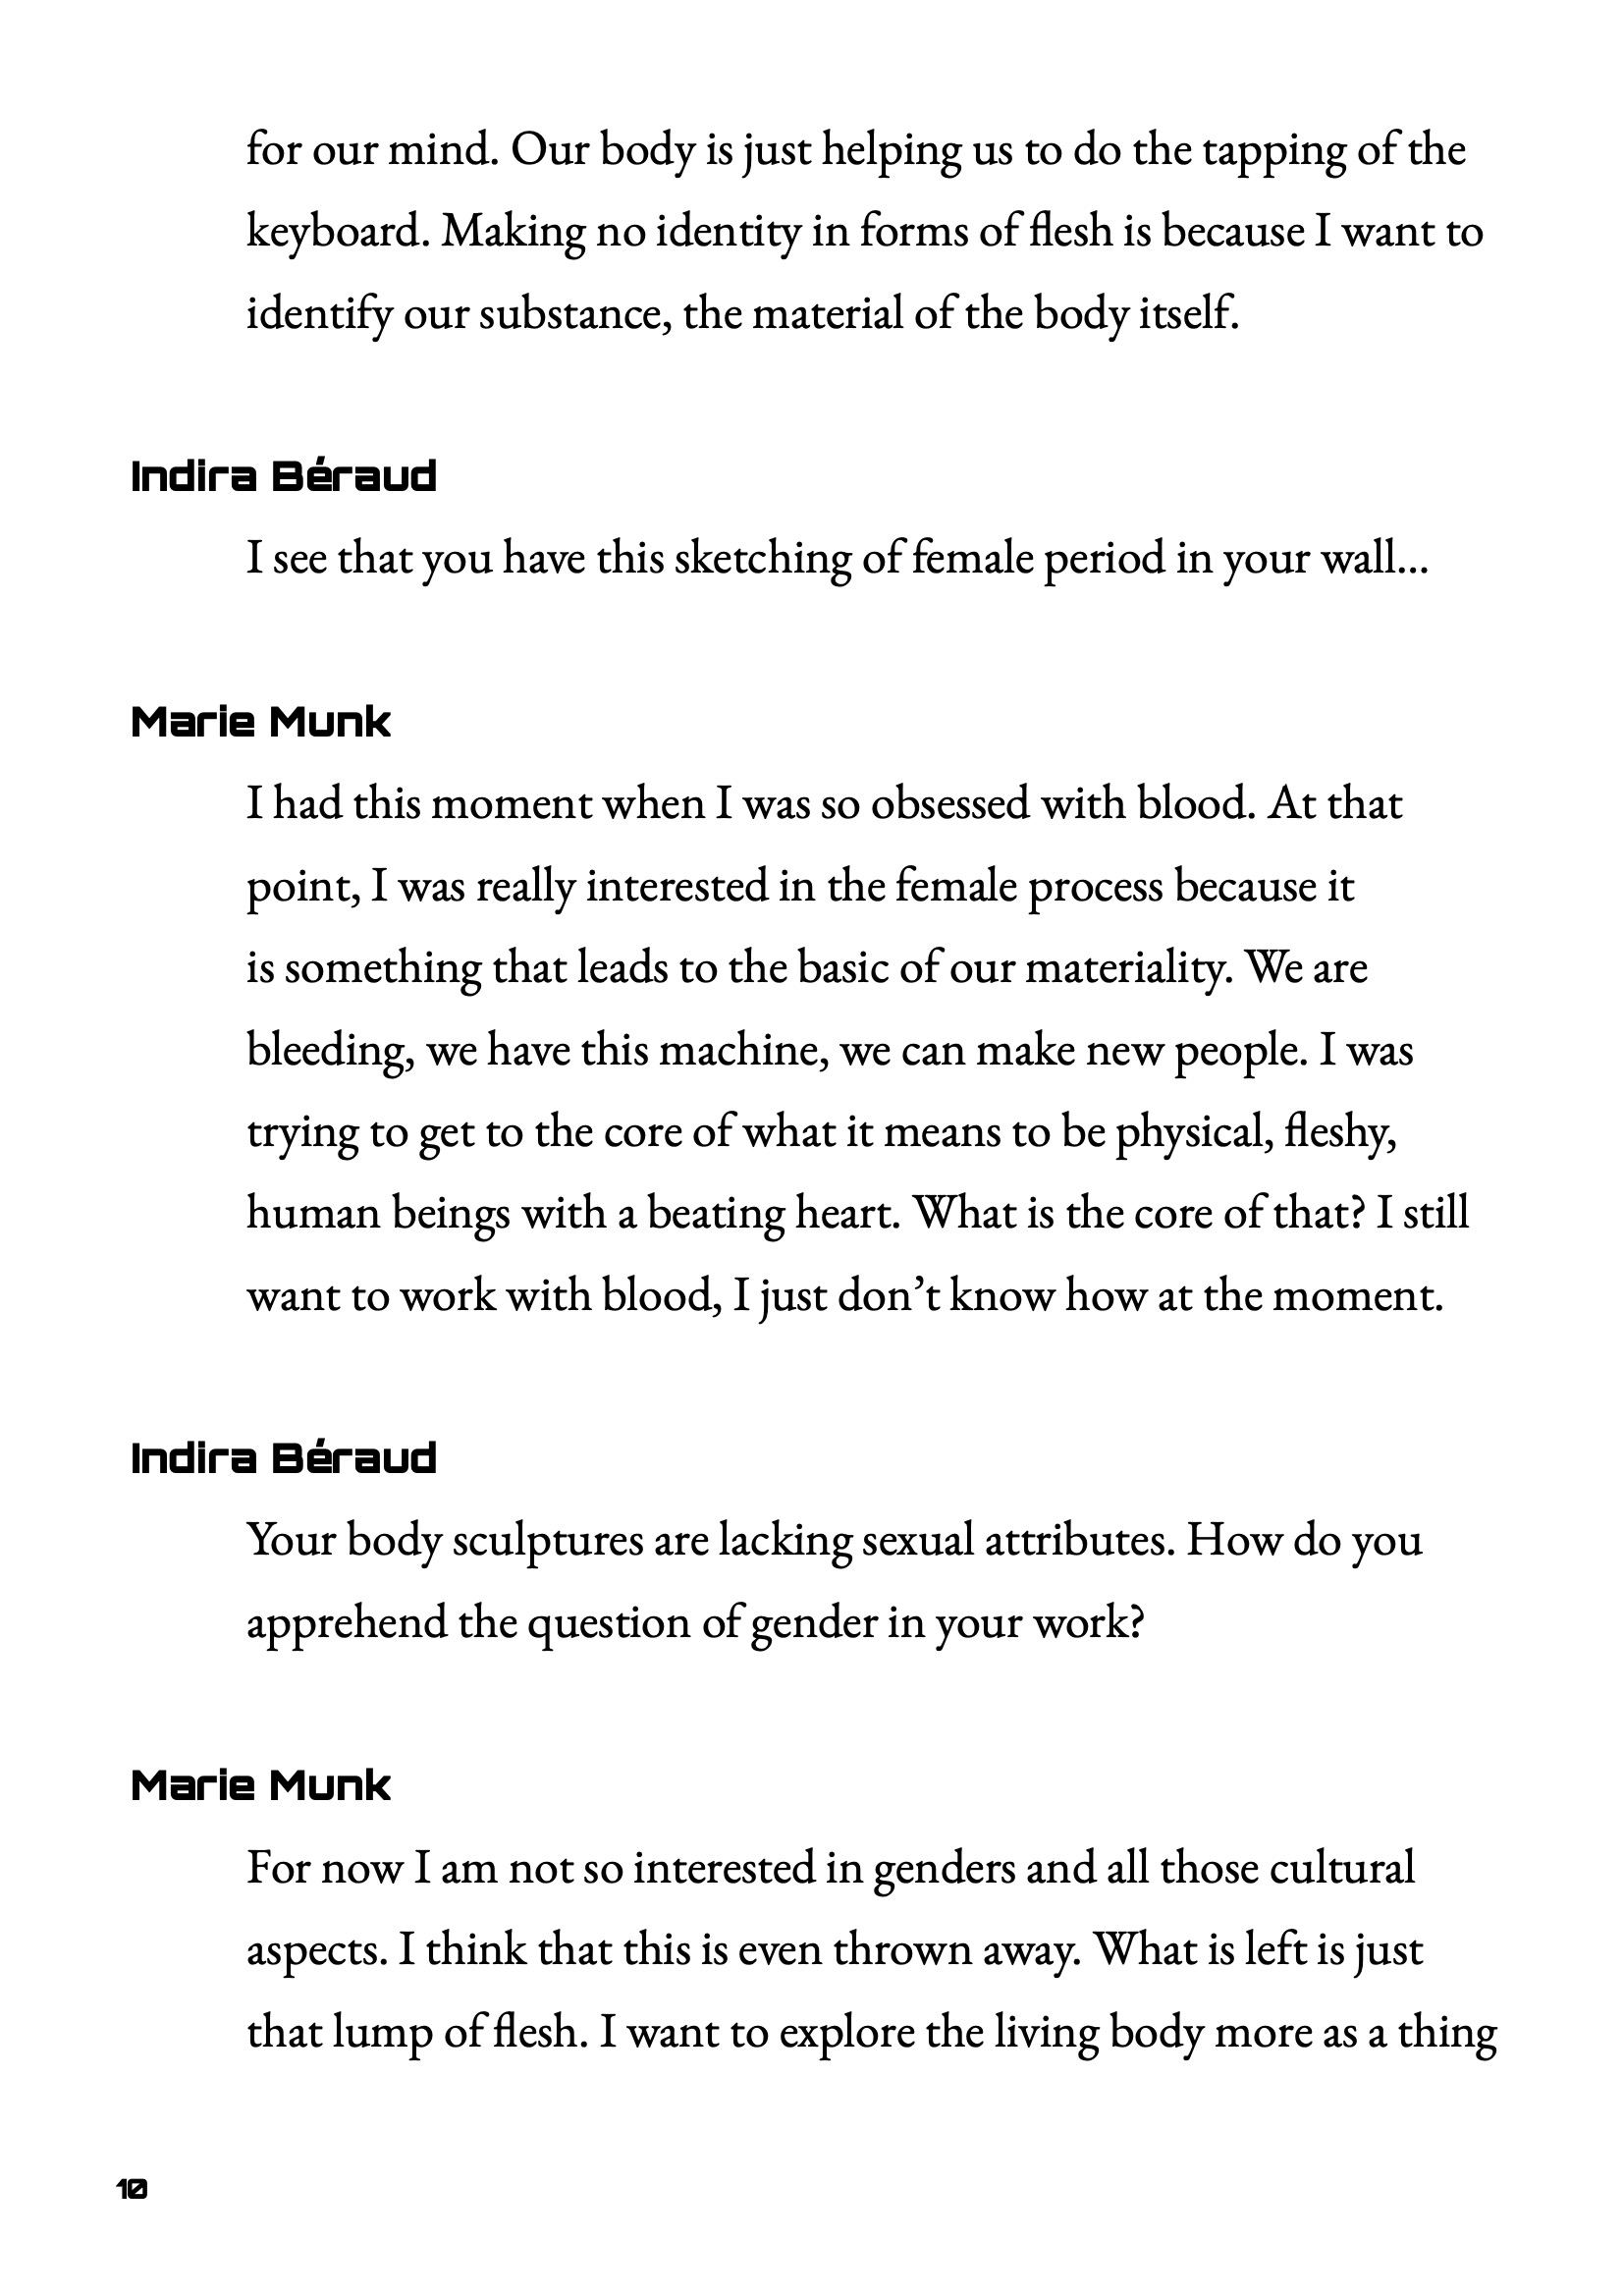 for our mind. Our body is just helping us to do the tapping of the
keyboard. Making no identity in forms of flesh is because I want to
identify our substance, the material of the body itself.
Indira Béraud
I see that you have this sketching of female period in your wall...
Marie Munk
I had this moment when I was so obsessed with blood. At that
point, I was really interested in the female process because it
is something that leads to the basic of our materiality. We are
bleeding, we have this machine, we can make new people. I was
trying to get to the core of what it means to be physical, fleshy,
human beings with a beating heart. What is the core of that? I still
want to work with blood, I just don’t know how at the moment.
Indira Béraud
Your body sculptures are lacking sexual attributes. How do you
apprehend the question of gender in your work?
Marie Munk
For now I am not so interested in genders and all those cultural
aspects. I think that this is even thrown away. What is left is just
that lump of flesh. I want to explore the living body more as a thing
10